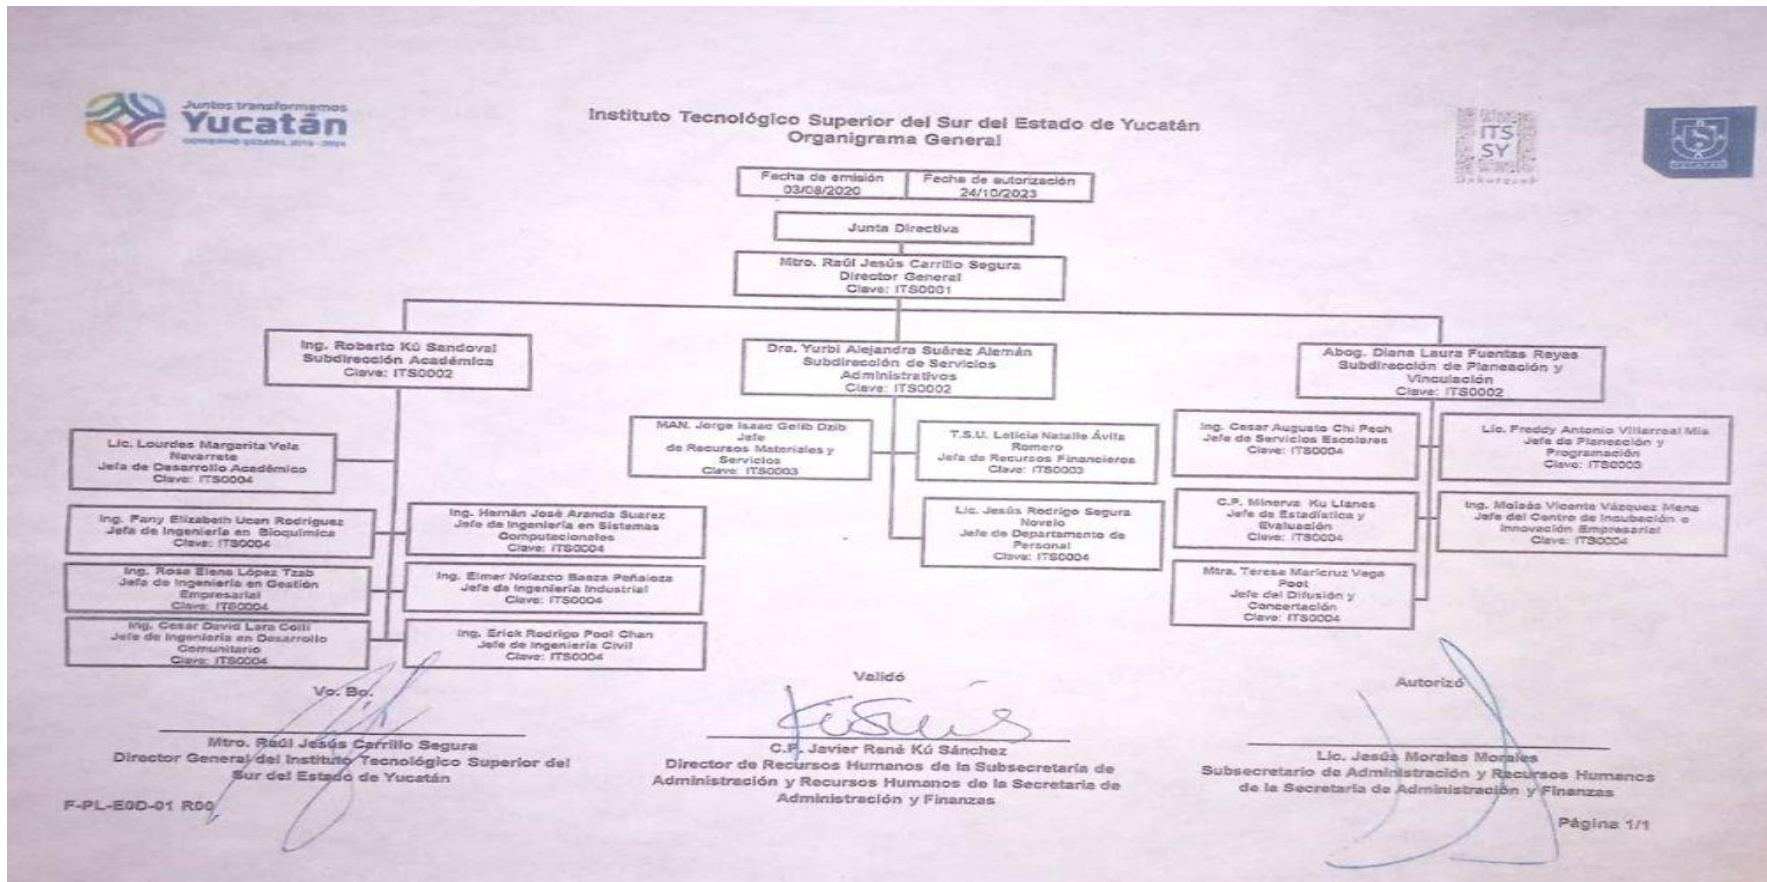 Juntos transformemos
Yucatán
GOBIERNO YUCATÁN, 2018 - 2024
Instituto Tecnológico Superior del Sur del Estado de Yucatán
Organigrama General
ITS
SY
Fecha de emisión
03/08/2020
Fecha de autorización
24/10/2023
Junta Directiva
Mtro. Raúl Jesús Carrillo Segura
Director General
Clave: ITS0001
Ing. Roberto Kú Sandoval
Subdirección Académica
Clave: ITS0002
Dra. Yurbi Alejandra Suárez Alemán
Subdirección de Servicios
Administrativos
Clave: ITS0002
Abog. Diana Laura Fuentes Reyes
Subdirección de Planeación y
Vinculación
Clave: ITS0002
Lic. Lourdes Margarita Vela
Navarrete
Jefa de Desarrollo Académico
Clave: ITS0004
Ing. Fany Elizabeth Ucan Rodríguez
Jefa de Ingeniería en Bioquímica
Clave: ITS0004
Ing. Hernán José Aranda Suarez
Jefe de Ingeniería en Sistemas
Computacionales
Clave: ITS0004
Ing. Rosa Elena López Tzab
Jefa de Ingeniería en Gestión
Empresarial
Clave: ITS0004
Ing. Elmer Nolazco Baeza Peñaloza
Jefe de Ingeniería Industrial
Clave: ITS0004
Ing. Cesar David Lara Collí
Jefe de Ingeniería en Desarrollo
Comunitario
Clave: ITS0004
Ing. Erick Rodrigo Pool Chan
Jefe de Ingeniería Civil
Clave: ITS0004
MAN. Jorge Isaac Dzib
Jefe
de Recursos Materiales y
Servicios
Clave: ITS0003
T.S.U. Leticia Natalie Ávila
Romero
Jefa de Recursos Financieros
Clave: ITS0003
Lic. Jesús Rodrigo Segura
Novelo
Jefe de Departamento de
Personal
Clave: ITS0004
Ing. Cesar Augusto Chi Pech
Jefe de Servicios Escolares
Clave: ITS0004
Lic. Freddy Antonio Villarreal Mis
Jefe de Planeación y
Programación
Clave: ITS0003
C.P. Minerva Ku Llanes
Jefa de Estadística y
Evaluación
Clave: ITS0004
Ing. Moisés Vicente Vázquez Mena
Jefe del Centro de Incubación e
Innovación Empresarial
Clave: ITS0004
Mtra. Teresa Maricruz Vega
Pool
Jefe del Difusión y
Concertación
Clave: ITS0004
Vo. Bo.
Mtro. Raúl Jesús Carrillo Segura
Director General del Instituto Tecnológico Superior del
Sur del Estado de Yucatán
Validó
C.P. Javier René Kú Sánchez
Director de Recursos Humanos de la Subsecretaría de
Administración y Recursos Humanos de la Secretaría de
Administración y Finanzas
Autorizó
Lic. Jesús Morales Morales
Subsecretario de Administración y Recursos Humanos
de la Secretaría de Administración y Finanzas
F-PL-E0D-01 R00
Página 1/1